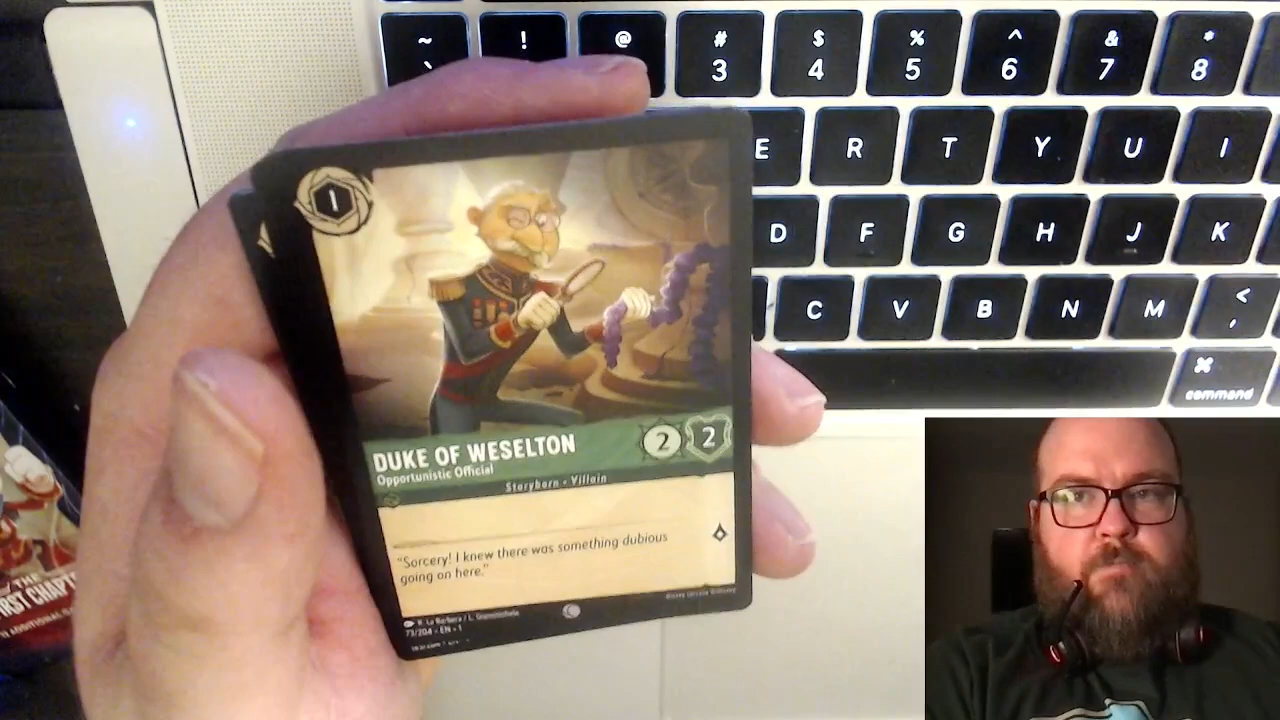 ~ ! @ # $ % ^ & *
3 4 5 6 7 8
E R T Y U I
D F G H J K
C V B N M < ,
⌘
command
1
DUKE OF WESELTON
2 2
Opportunistic Official
Storyborn • Villain
"Sorcery! I knew there was something dubious
going on here."
73/204 • EN • 1
THE